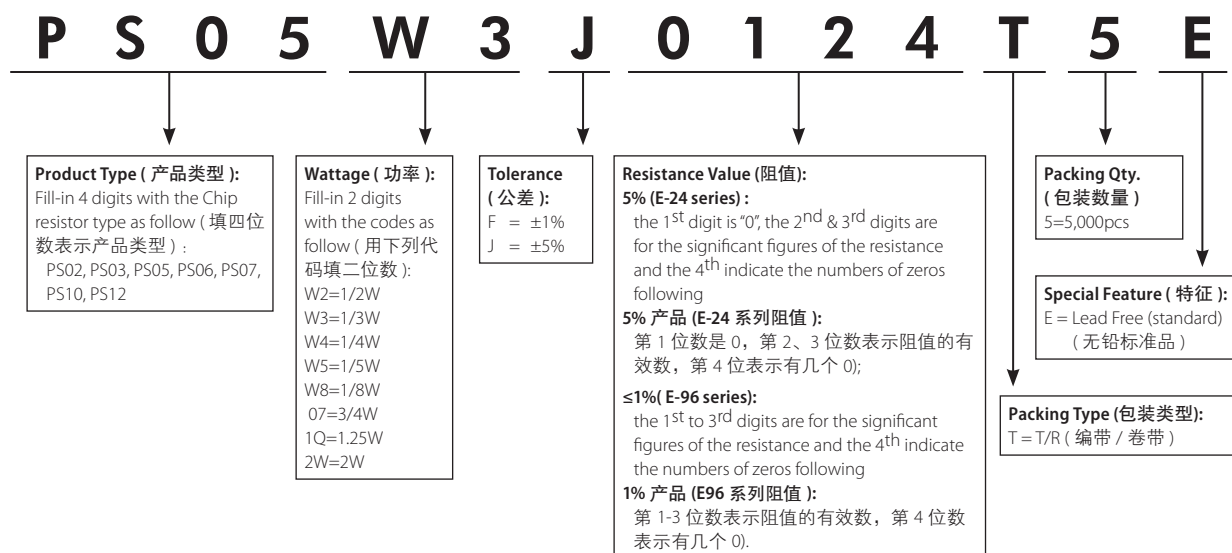 PS05W3J0124T5E
Product Type ( 产品类型 ):
Fill-in 4 digits with the Chip
resistor type as follow ( 填四位
数表示产品类型 ) :
PS02, PS03, PS05, PS06, PS07,
PS10, PS12
Wattage ( 功率 ):
Fill-in 2 digits
with the codes as
follow ( 用下列代
码填二位数 ):
W2=1/2W
W3=1/3W
W4=1/4W
W5=1/5W
W8=1/8W
07=3/4W
1Q=1.25W
2W=2W
Tolerance
( 公差 ):
F = ±1%
J = ±5%
Resistance Value (阻值):
5% (E-24 series) :
the 1st digit is "0", the 2nd & 3rd digits are
for the significant figures of the resistance
and the 4th indicate the numbers of zeros
following
5% 产品 (E-24 系列阻值 ):
第 1 位数是 0，第 2、3 位数表示阻值的有
效数，第 4 位表示有几个 0);
≤1%( E-96 series):
the 1st to 3rd digits are for the significant
figures of the resistance and the 4th indicate
the numbers of zeros following
1% 产品 (E96 系列阻值 ):
第 1-3 位数表示阻值的有效数，第 4 位数
表示有几个 0).
Packing Qty.
( 包装数量 )
5=5,000pcs
Special Feature ( 特征 ):
E = Lead Free (standard)
( 无铅标准品 )
Packing Type (包装类型):
T = T/R ( 编带 / 卷带 )